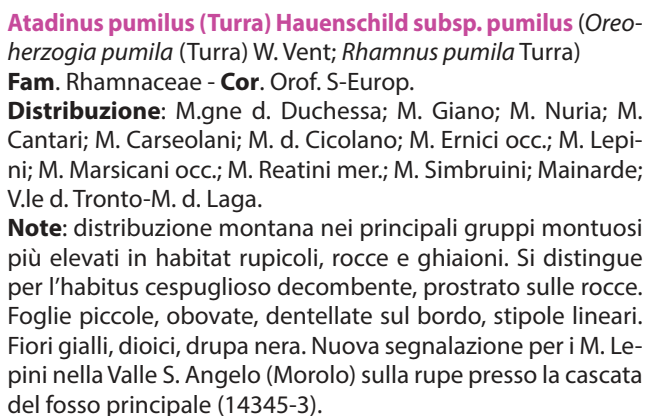 Atadinus pumilus (Turra) Hauenschild subsp. pumilus (Oreo-
herzogia pumila (Turra) W. Vent; Rhamnus pumila Turra)
Fam. Rhamnaceae - Cor. Orof. S-Europ.
Distribuzione: M.gne d. Duchessa; M. Giano; M. Nuria; M.
Cantari; M. Carseolani; M. d. Cicolano; M. Ernici occ.; M. Lepi-
ni; M. Marsicani occ.; M. Reatini mer.; M. Simbruini; Mainarde;
V.le d. Tronto-M. d. Laga.
Note: distribuzione montana nei principali gruppi montuosi
più elevati in habitat rupicoli, rocce e ghiaioni. Si distingue
per l'habitus cespuglioso decombente, prostrato sulle rocce.
Foglie piccole, obovate, dentellate sul bordo, stipole lineari.
Fiori gialli, dioici, drupa nera. Nuova segnalazione per i M. Le-
pini nella Valle S. Angelo (Morolo) sulla rupe presso la cascata
del fosso principale (14345-3).